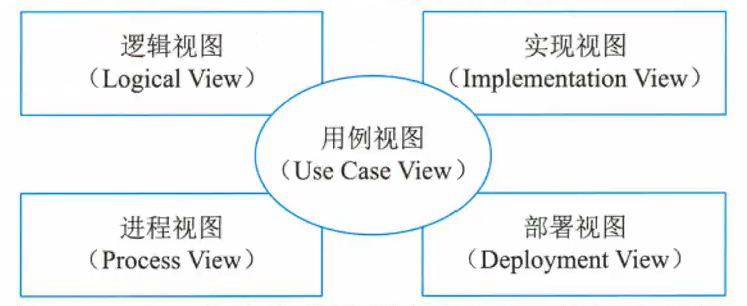 逻辑视图
（Logical View）
实现视图
（Implementation View）
用例视图
（Use Case View）
进程视图
（Process View）
部署视图
（Deployment View）